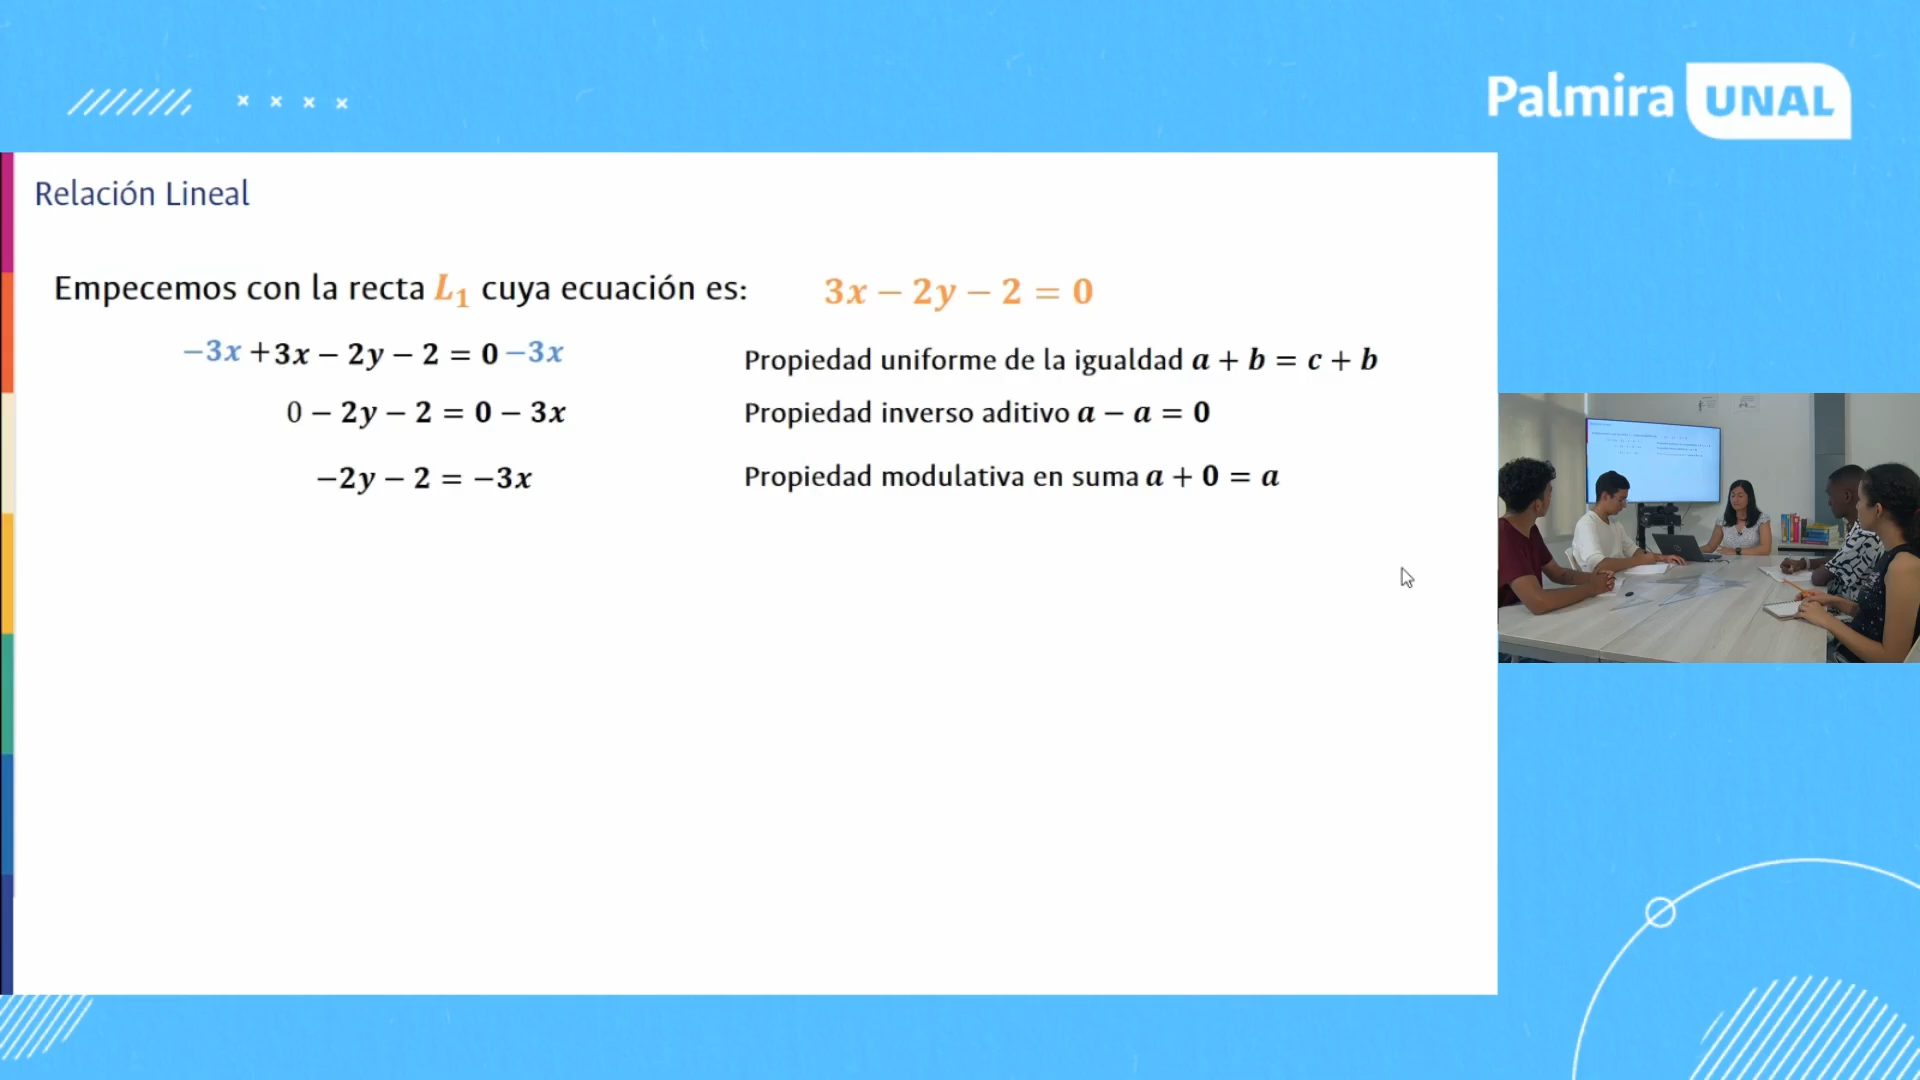 Palmira UNAL
Relación Lineal
Empecemos con la recta L₁ cuya ecuación es: 3x − 2y − 2 = 0
−3x +3x − 2y − 2 = 0 −3x Propiedad uniforme de la igualdad a + b = c + b
0 − 2y − 2 = 0 − 3x Propiedad inverso aditivo a − a = 0
−2y − 2 = −3x Propiedad modulativa en suma a + 0 = a